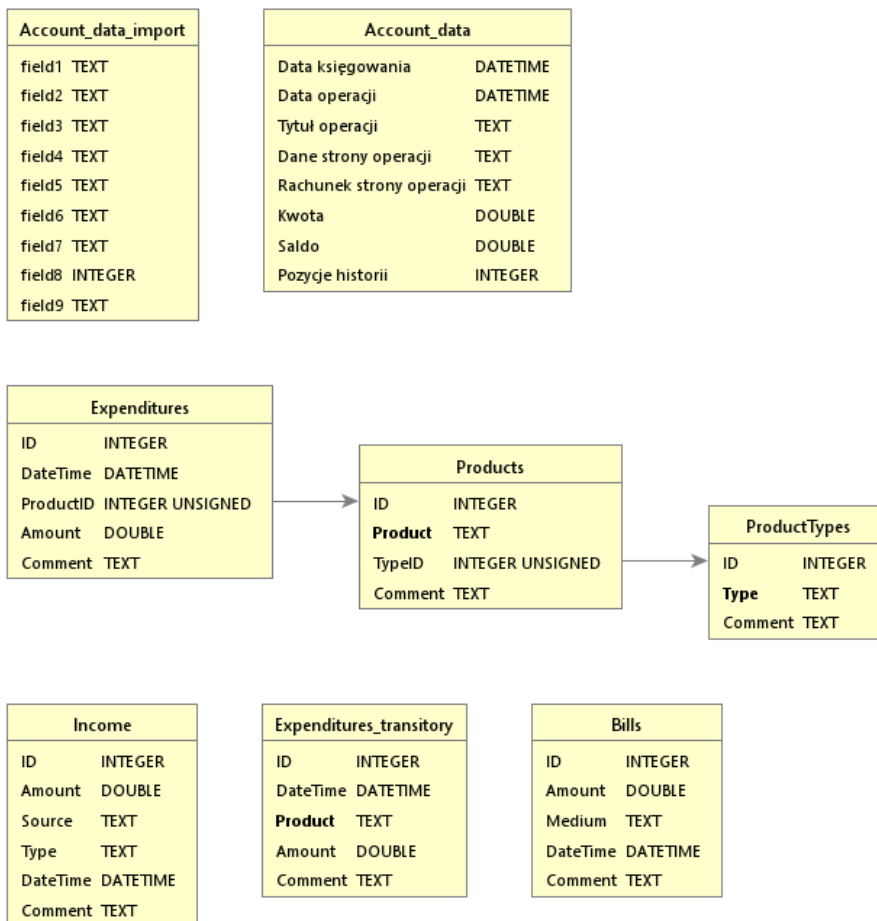 Account_data_import
field1 TEXT
field2 TEXT
field3 TEXT
field4 TEXT
field5 TEXT
field6 TEXT
field7 TEXT
field8 INTEGER
field9 TEXT
Account_data
Data księgowania DATETIME
Data operacji DATETIME
Tytuł operacji TEXT
Dane strony operacji TEXT
Rachunek strony operacji TEXT
Kwota DOUBLE
Saldo DOUBLE
Pozycje historii INTEGER
Expenditures
ID INTEGER
DateTime DATETIME
ProductID INTEGER UNSIGNED
Amount DOUBLE
Comment TEXT
Products
ID INTEGER
Product TEXT
TypeID INTEGER UNSIGNED
Comment TEXT
ProductTypes
ID INTEGER
Type TEXT
Comment TEXT
Income
ID INTEGER
Amount DOUBLE
Source TEXT
Type TEXT
DateTime DATETIME
Comment TEXT
Expenditures_transitory
ID INTEGER
DateTime DATETIME
Product TEXT
Amount DOUBLE
Comment TEXT
Bills
ID INTEGER
Amount DOUBLE
Medium TEXT
DateTime DATETIME
Comment TEXT